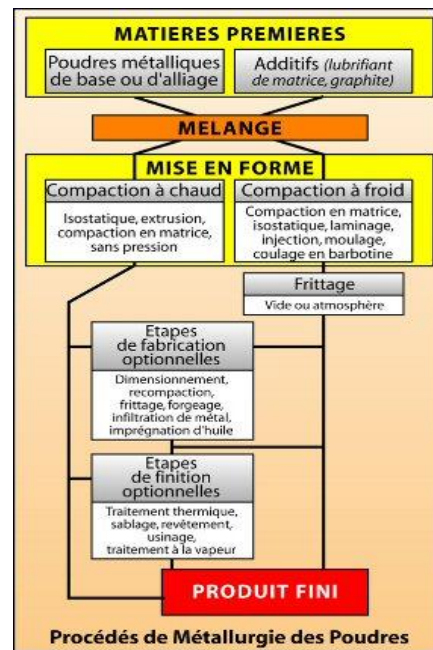 MATIERES PREMIERES
Poudres métalliques
de base ou d'alliage
Additifs (lubrifiant
de matrice, graphite)
MELANGE
MISE EN FORME
Compaction à chaud
Isostatique, extrusion,
compaction en matrice,
sans pression
Compaction à froid
Compaction en matrice,
isostatique, laminage,
injection, moulage,
coulage en barbotine
Frittage
Vide ou atmosphère
Etapes
de fabrication
optionnelles
Dimensionnement,
recompaction,
frittage, forgeage,
infiltration de métal,
imprégnation d'huile
Etapes
de finition
optionnelles
Traitement thermique,
sablage, revêtement,
usinage,
traitement à la vapeur
PRODUIT FINI
Procédés de Métallurgie des Poudres